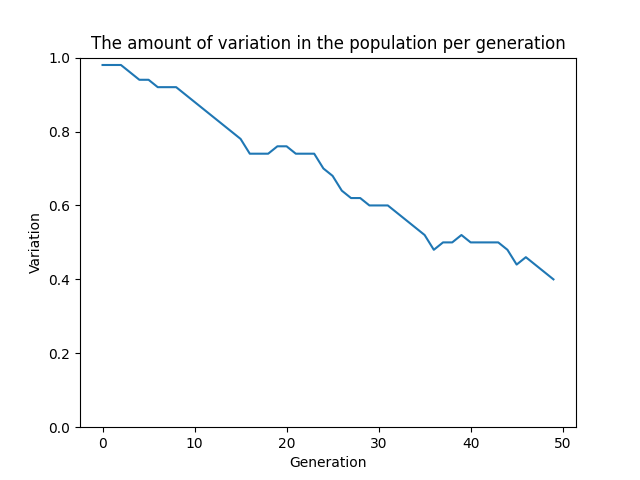 The amount of variation in the population per generation
1.0
0.8
0.6
0.4
0.2
0.0
Variation
0 10 20 30 40 50
Generation